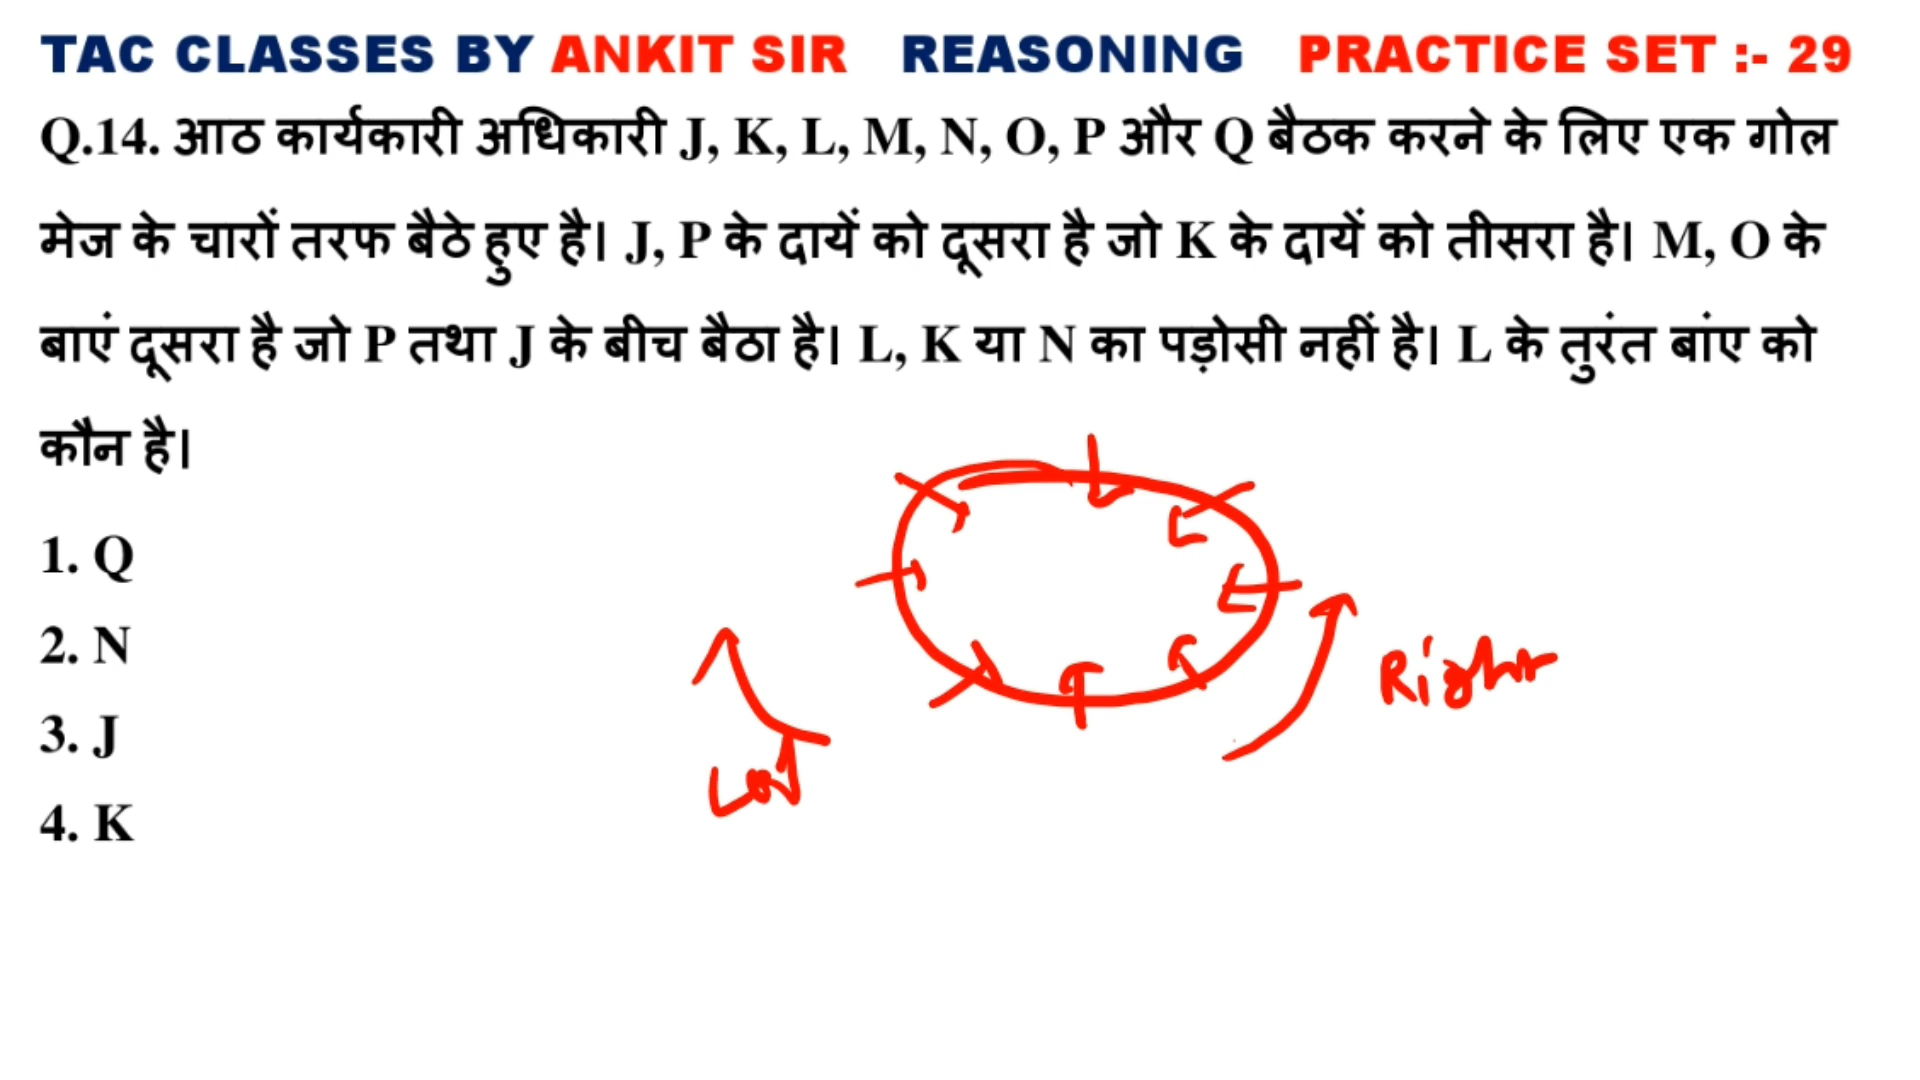 TAC CLASSES BY ANKIT SIR REASONING PRACTICE SET :- 29
Q.14. आठ कार्यकारी अधिकारी J, K, L, M, N, O, P और Q बैठक करने के लिए एक गोल
मेज के चारों तरफ बैठे हुए है। J, P के दायें को दूसरा है जो K के दायें को तीसरा है। M, O के
बाएं दूसरा है जो P तथा J के बीच बैठा है। L, K या N का पड़ोसी नहीं है। L के तुरंत बांए को
कौन है।
1. Q
2. N
3. J
4. K
Right